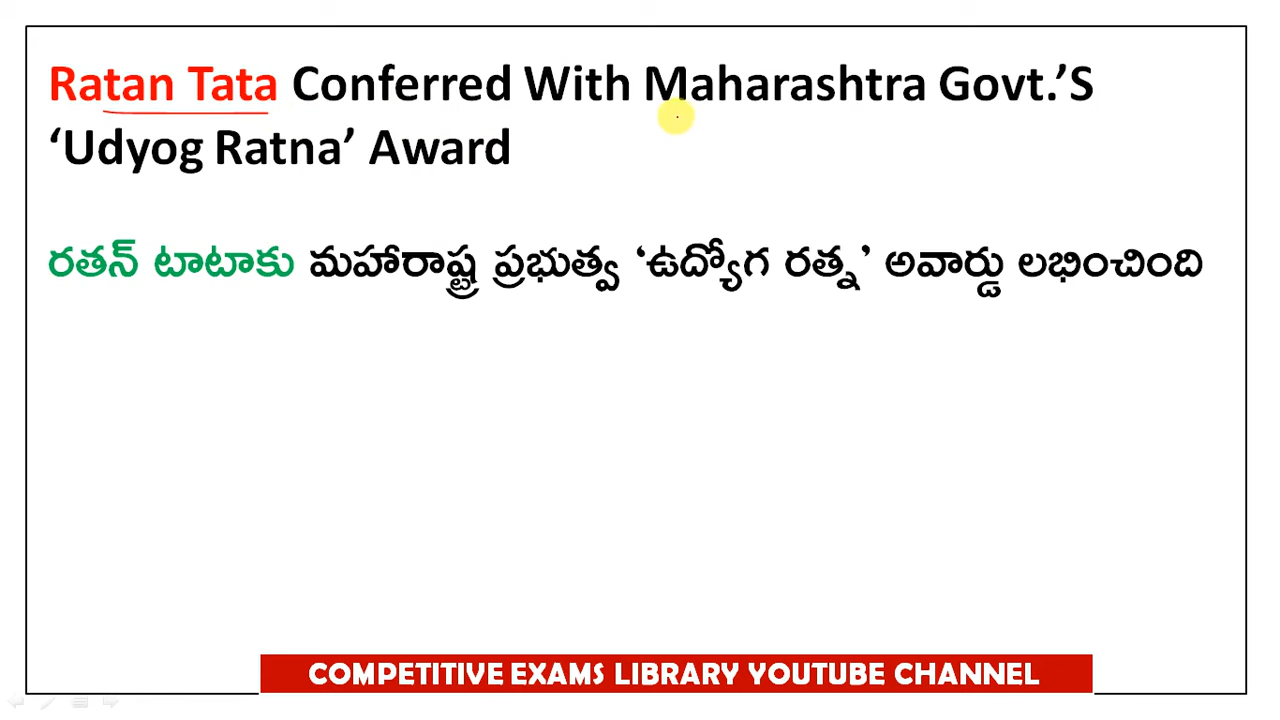 Ratan Tata Conferred With Maharashtra Govt.’S
‘Udyog Ratna’ Award
రతన్ టాటాకు మహారాష్ట్ర ప్రభుత్వ ‘ఉద్యోగ రత్న’ అవార్డు లభించింది
COMPETITIVE EXAMS LIBRARY YOUTUBE CHANNEL